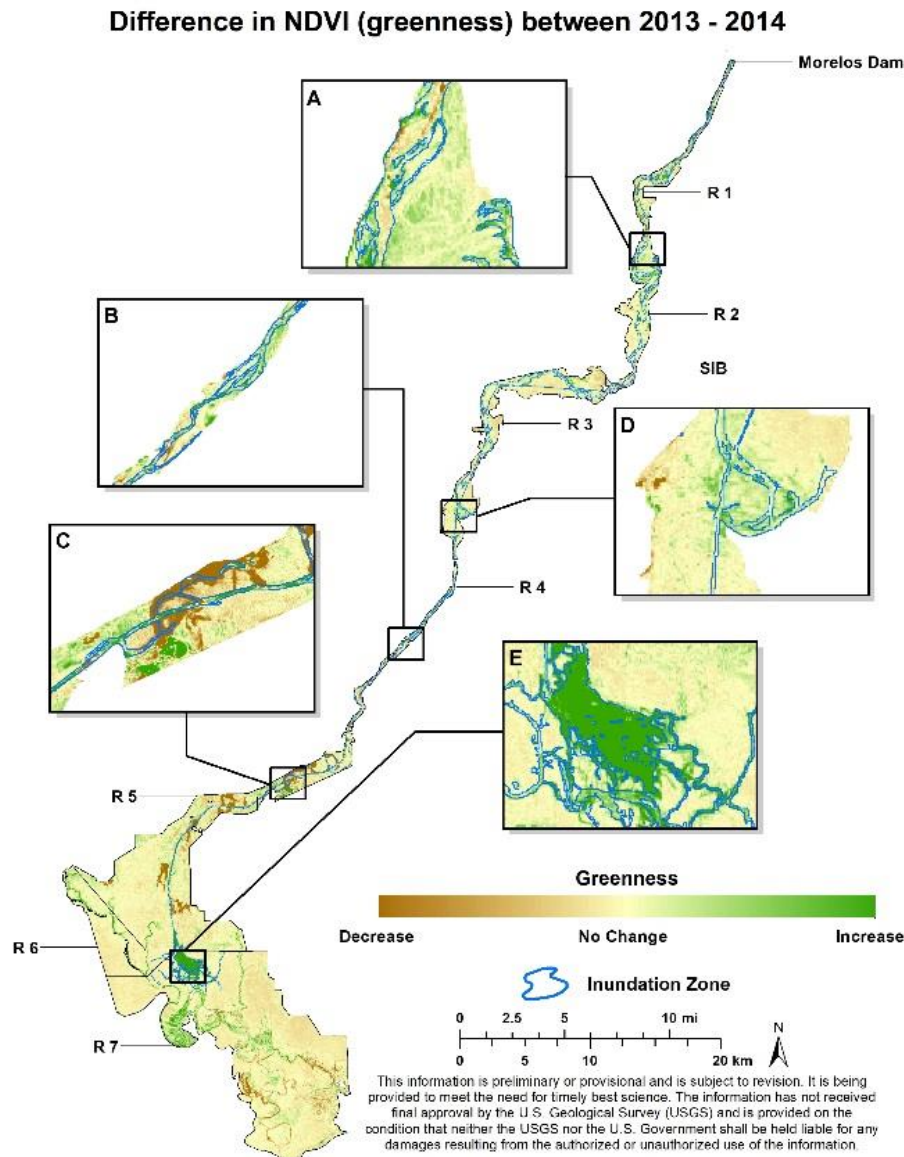 Difference in NDVI (greenness) between 2013 - 2014
Morelos Dam
A
R 1
B
R 2
SIB
R 3
D
C
R 4
E
R 5
Greenness
Decrease
No Change
Increase
R 6
Inundation Zone
0 2.5 5 10 mi
N
R 7
0 5 10 20 km
This information is preliminary or provisional and is subject to revision. It is being
provided to meet the need for timely best science. The information has not received
final approval by the U.S. Geological Survey (USGS) and is provided on the
condition that neither the USGS nor the U.S. Government shall be held liable for any
damages resulting from the authorized or unauthorized use of the information.